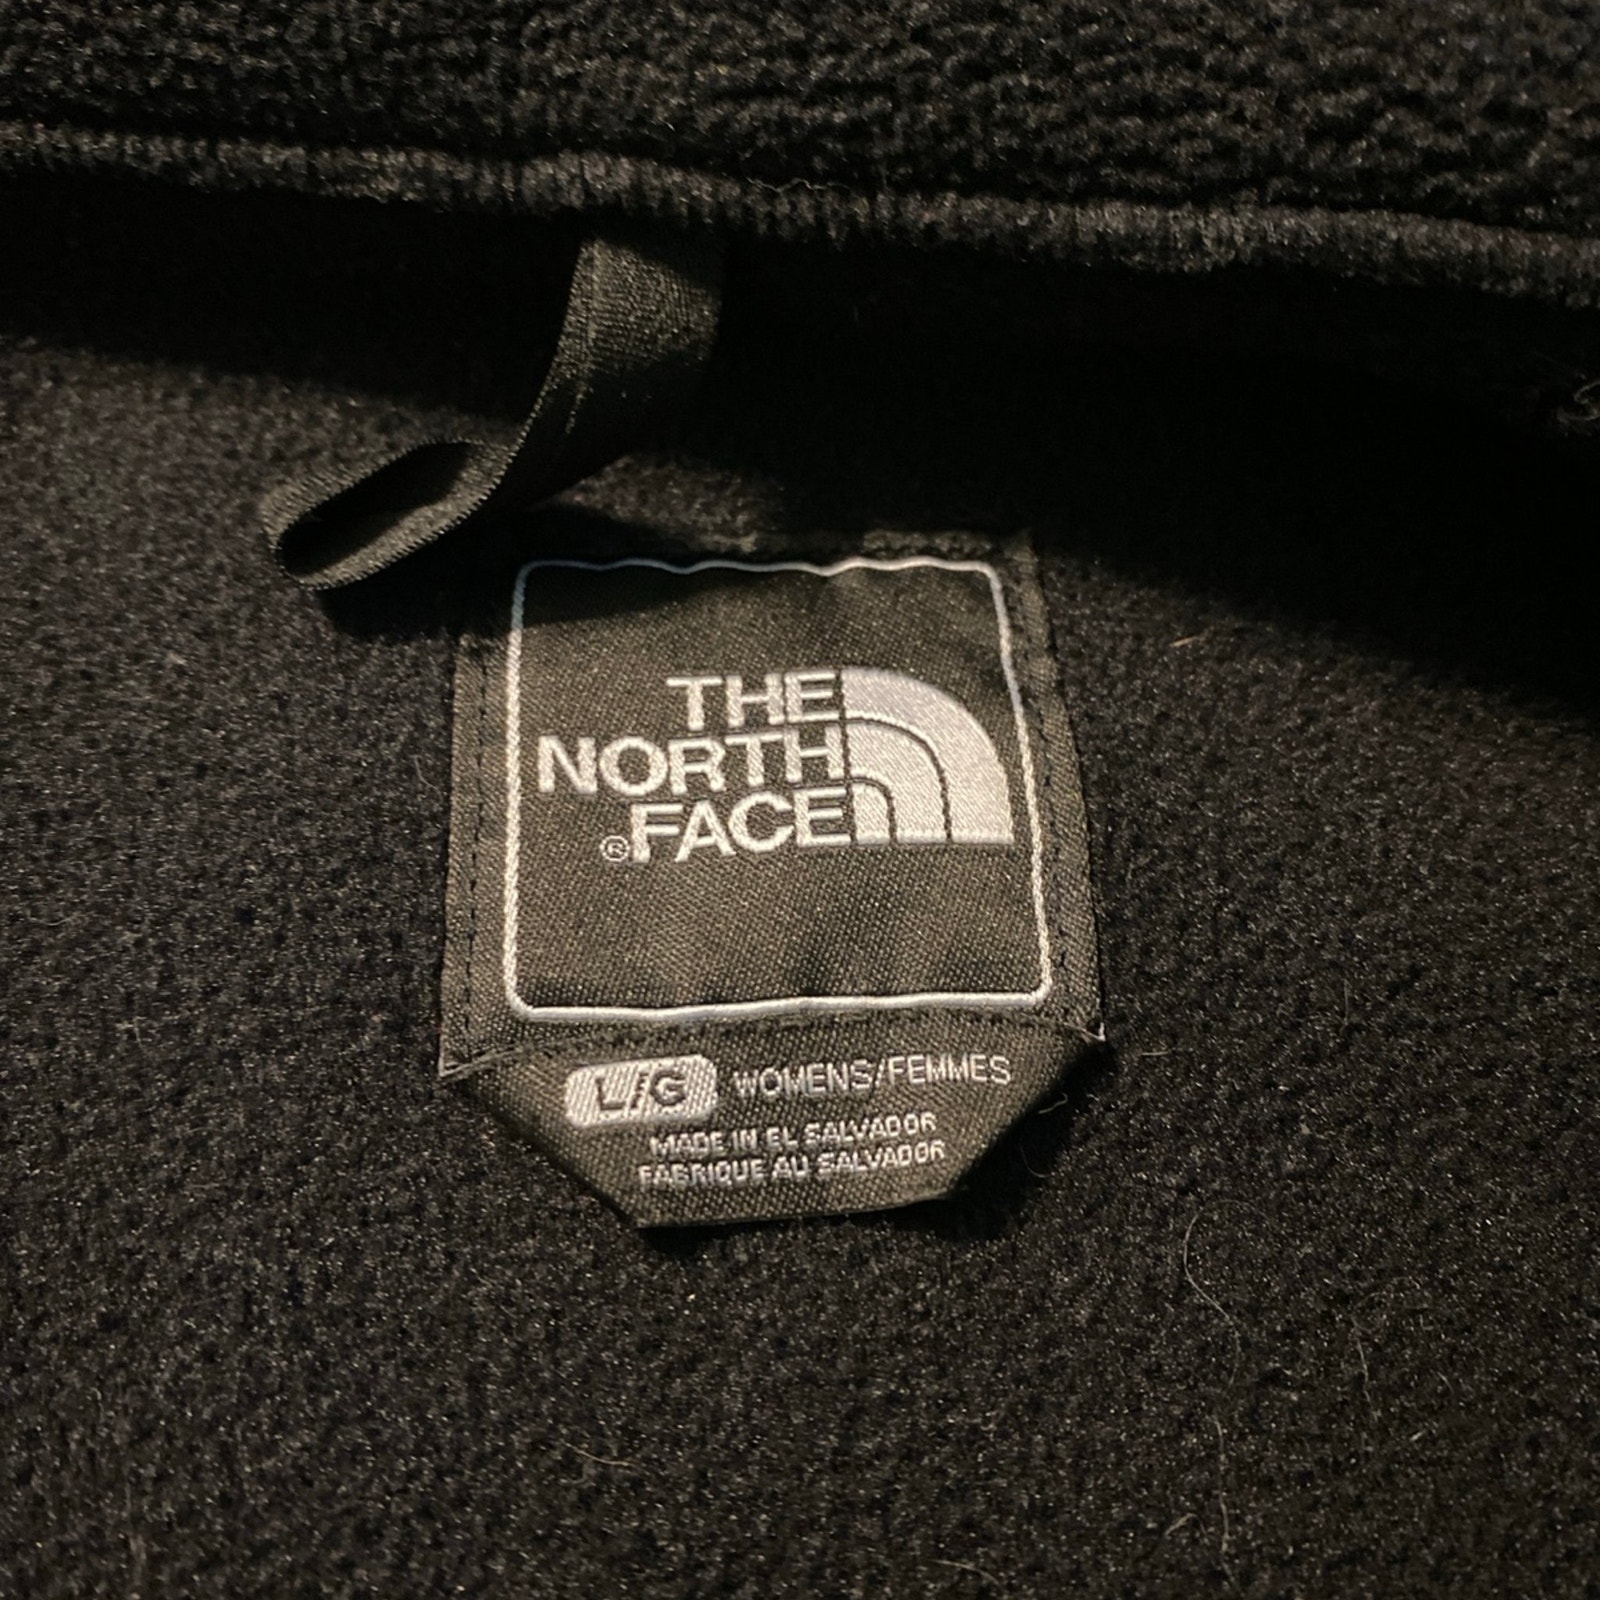 THE
NORTH
®FACE
L/G WOMENS/FEMMES
MADE IN EL SALVADOR
FABRIQUE AU SALVADOR